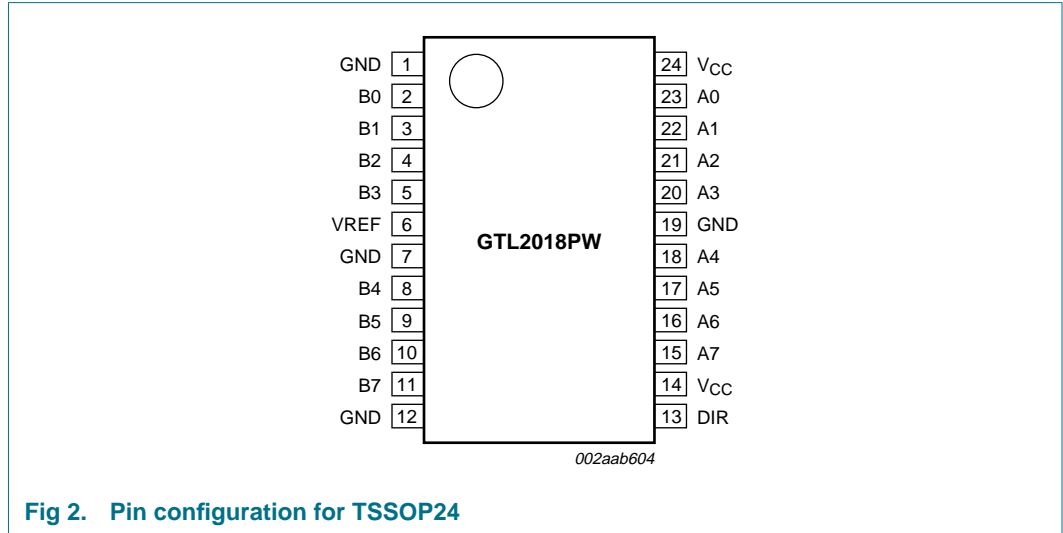 GND 1 24 VCC
B0 2 23 A0
B1 3 22 A1
B2 4 21 A2
B3 5 20 A3
VREF 6 19 GND
GTL2018PW
GND 7 18 A4
B4 8 17 A5
B5 9 16 A6
B6 10 15 A7
B7 11 14 VCC
GND 12 13 DIR
002aab604
Fig 2. Pin configuration for TSSOP24